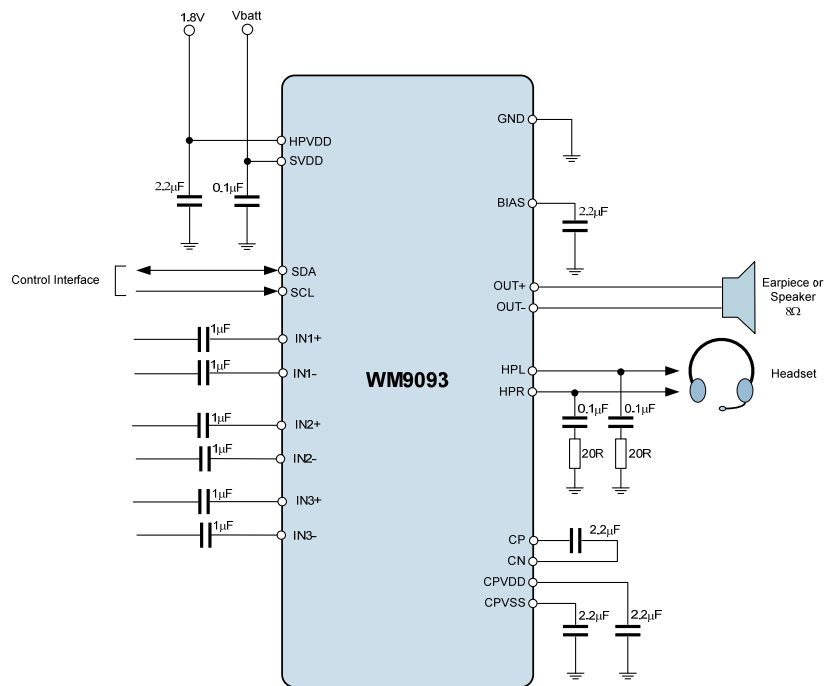 1.8V
Vbatt
GND
HPVDD
SVDD
2.2µF
0.1µF
BIAS
2.2µF
Control Interface
SDA
SCL
OUT+
OUT-
Earpiece or
Speaker
8Ω
1µF
IN1+
1µF
IN1-
WM9093
HPL
HPR
Headset
0.1µF
0.1µF
1µF
IN2+
1µF
IN2-
20R
20R
1µF
IN3+
1µF
IN3-
CP
2.2µF
CN
CPVDD
CPVSS
2.2µF
2.2µF